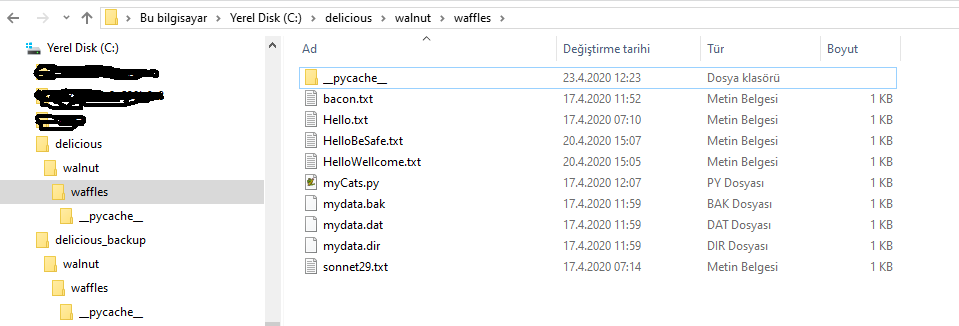 Bu bilgisayar > Yerel Disk (C:) > delicious > walnut > waffles >
Yerel Disk (C:)
delicious
walnut
waffles
__pycache__
delicious_backup
walnut
waffles
__pycache__
Ad Değiştirme tarihi Tür Boyut
__pycache__ 23.4.2020 12:23 Dosya klasörü
bacon.txt 17.4.2020 11:52 Metin Belgesi 1 KB
Hello.txt 17.4.2020 07:10 Metin Belgesi 1 KB
HelloBeSafe.txt 20.4.2020 15:07 Metin Belgesi 1 KB
HelloWellcome.txt 20.4.2020 15:05 Metin Belgesi 1 KB
myCats.py 17.4.2020 12:07 PY Dosyası 1 KB
mydata.bak 17.4.2020 11:59 BAK Dosyası 1 KB
mydata.dat 17.4.2020 11:59 DAT Dosyası 1 KB
mydata.dir 17.4.2020 11:59 DIR Dosyası 1 KB
sonnet29.txt 17.4.2020 07:14 Metin Belgesi 1 KB